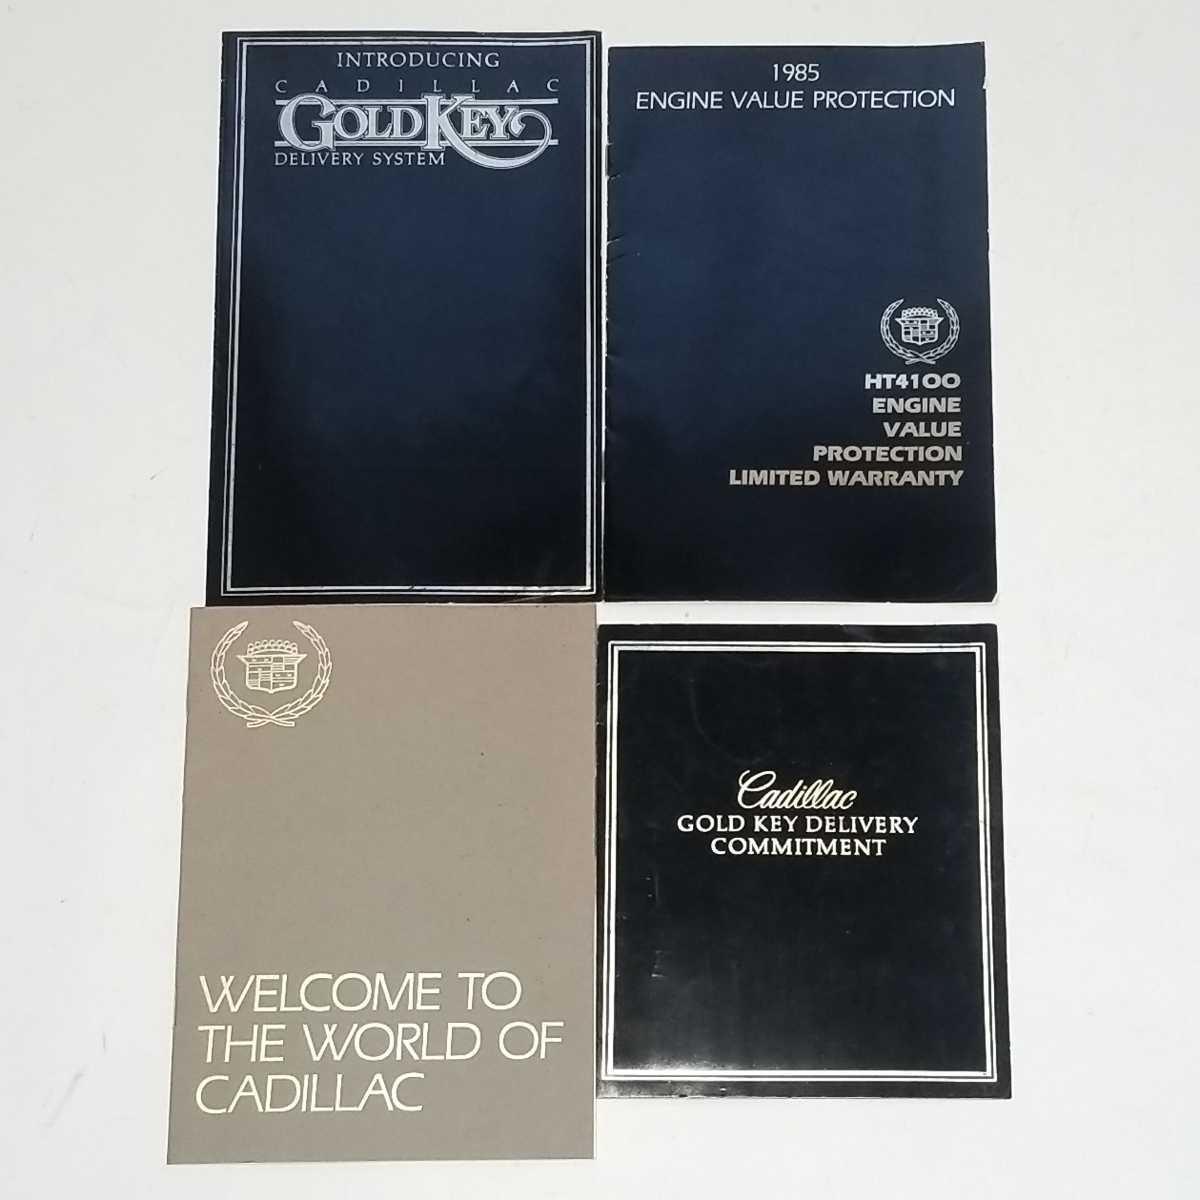 INTRODUCING
CADILLAC
GOLDKEY
DELIVERY SYSTEM
1985
ENGINE VALUE PROTECTION
HT4100
ENGINE
VALUE
PROTECTION
LIMITED WARRANTY
WELCOME TO
THE WORLD OF
CADILLAC
Cadillac
GOLD KEY DELIVERY
COMMITMENT